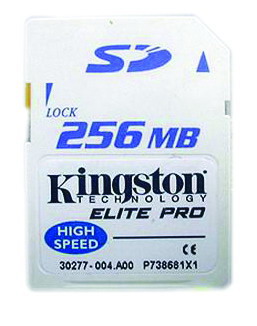 SD
LOCK
256 MB
Kingston
TECHNOLOGY
ELITE PRO
HIGH
SPEED
CE
30277-004.A00 P738681X1